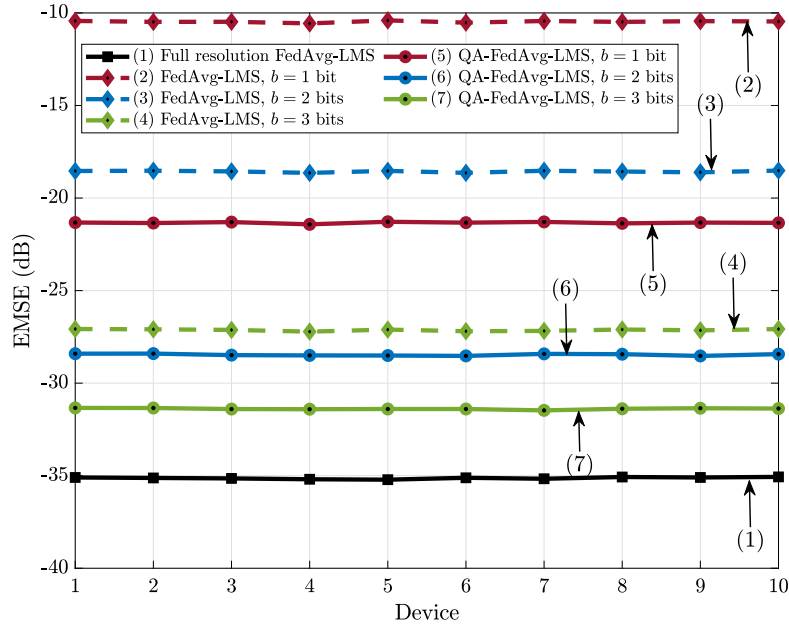 -10
-15
-20
-25
-30
-35
-40
EMSE (dB)
(1) Full resolution FedAvg-LMS
(2) FedAvg-LMS, b = 1 bit
(3) FedAvg-LMS, b = 2 bits
(4) FedAvg-LMS, b = 3 bits
(5) QA-FedAvg-LMS, b = 1 bit
(6) QA-FedAvg-LMS, b = 2 bits
(7) QA-FedAvg-LMS, b = 3 bits
(2)
(3)
(5)
(4)
(6)
(7)
(1)
1 2 3 4 5 6 7 8 9 10
Device